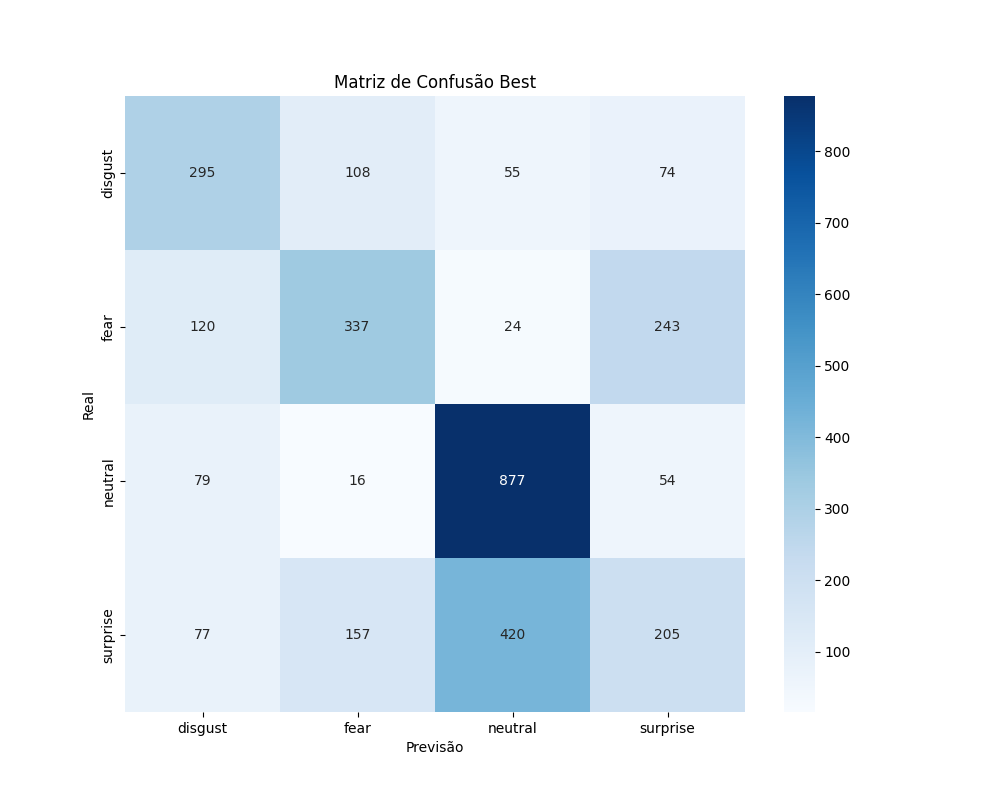 Matriz de Confusão Best
disgust 295 108 55 74
fear 120 337 24 243
neutral 79 16 877 54
surprise 77 157 420 205
disgust fear neutral surprise
Previsão
Real
800
700
600
500
400
300
200
100